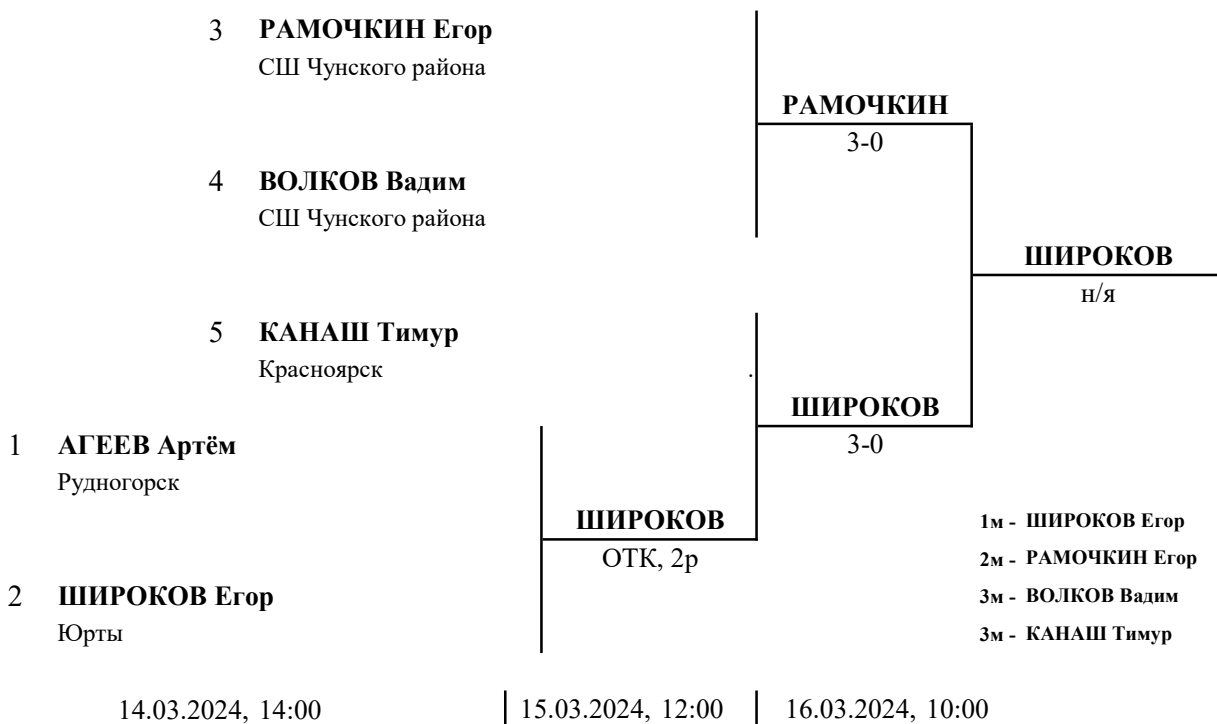 3 РАМОЧКИН Егор
СШ Чунского района
РАМОЧКИН
3-0
4 ВОЛКОВ Вадим
СШ Чунского района
ШИРОКОВ
н/я
5 КАНАШ Тимур
Красноярск .
ШИРОКОВ
3-0
1 АГЕЕВ Артём
Рудногорск
ШИРОКОВ
ОТК, 2р
2 ШИРОКОВ Егор
Юрты
1м - ШИРОКОВ Егор
2м - РАМОЧКИН Егор
3м - ВОЛКОВ Вадим
3м - КАНАШ Тимур
14.03.2024, 14:00 15.03.2024, 12:00 16.03.2024, 10:00